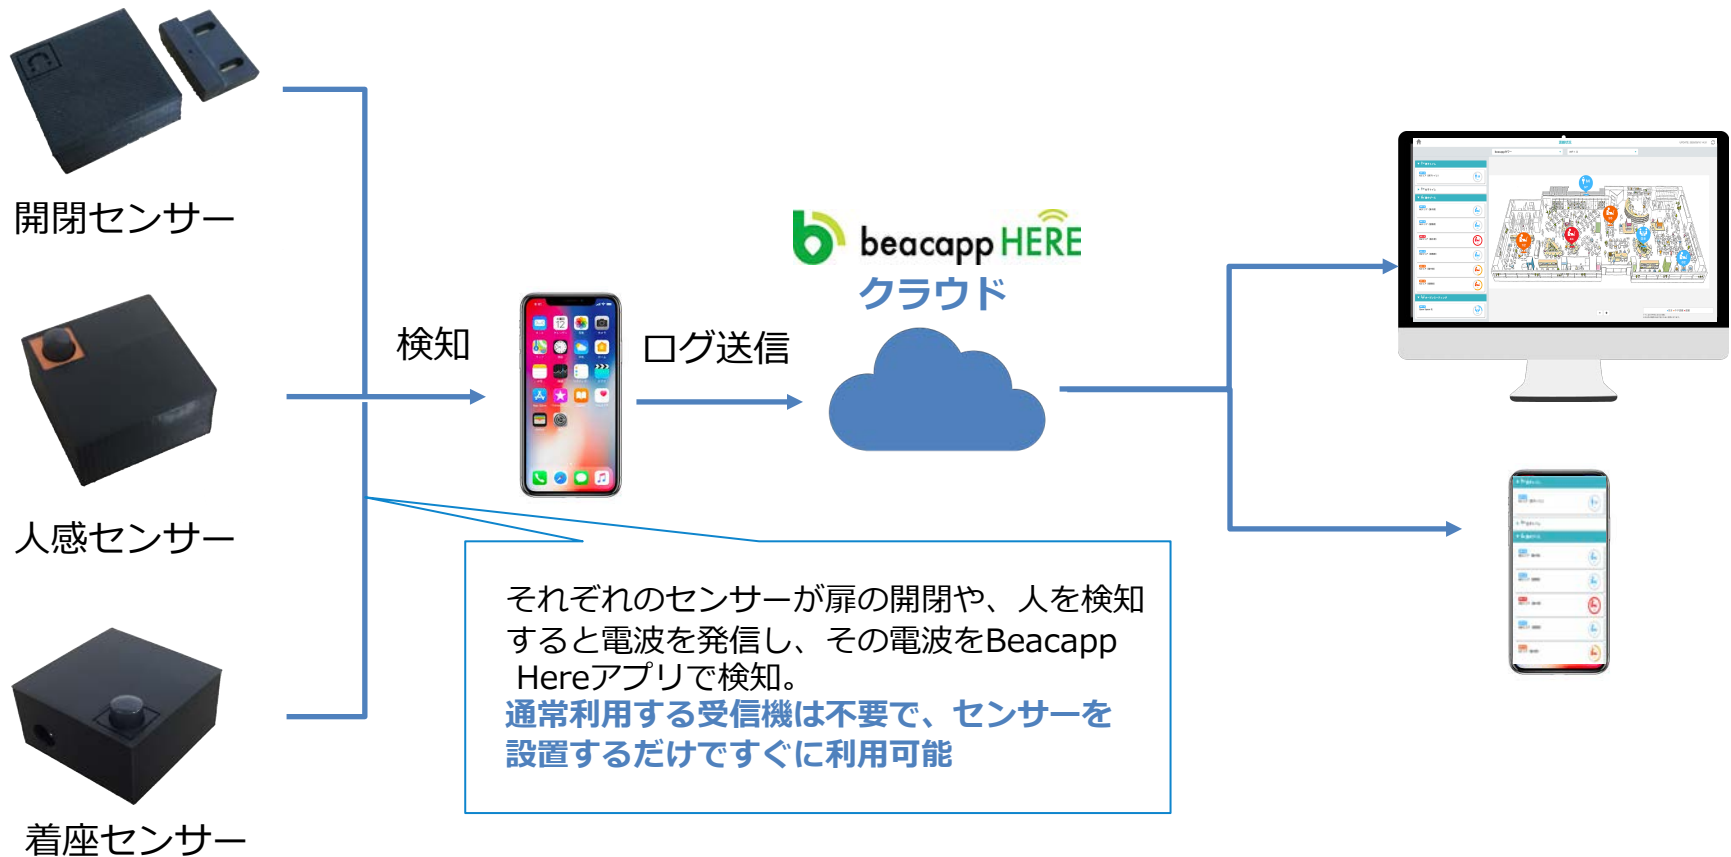 開閉センサー
人感センサー
着座センサー
検知
ログ送信
beacapp HERE
クラウド
それぞれのセンサーが扉の開閉や、人を検知
すると電波を発信し、その電波をBeacapp
Hereアプリで検知。
通常利用する受信機は不要で、センサーを
設置するだけですぐに利用可能